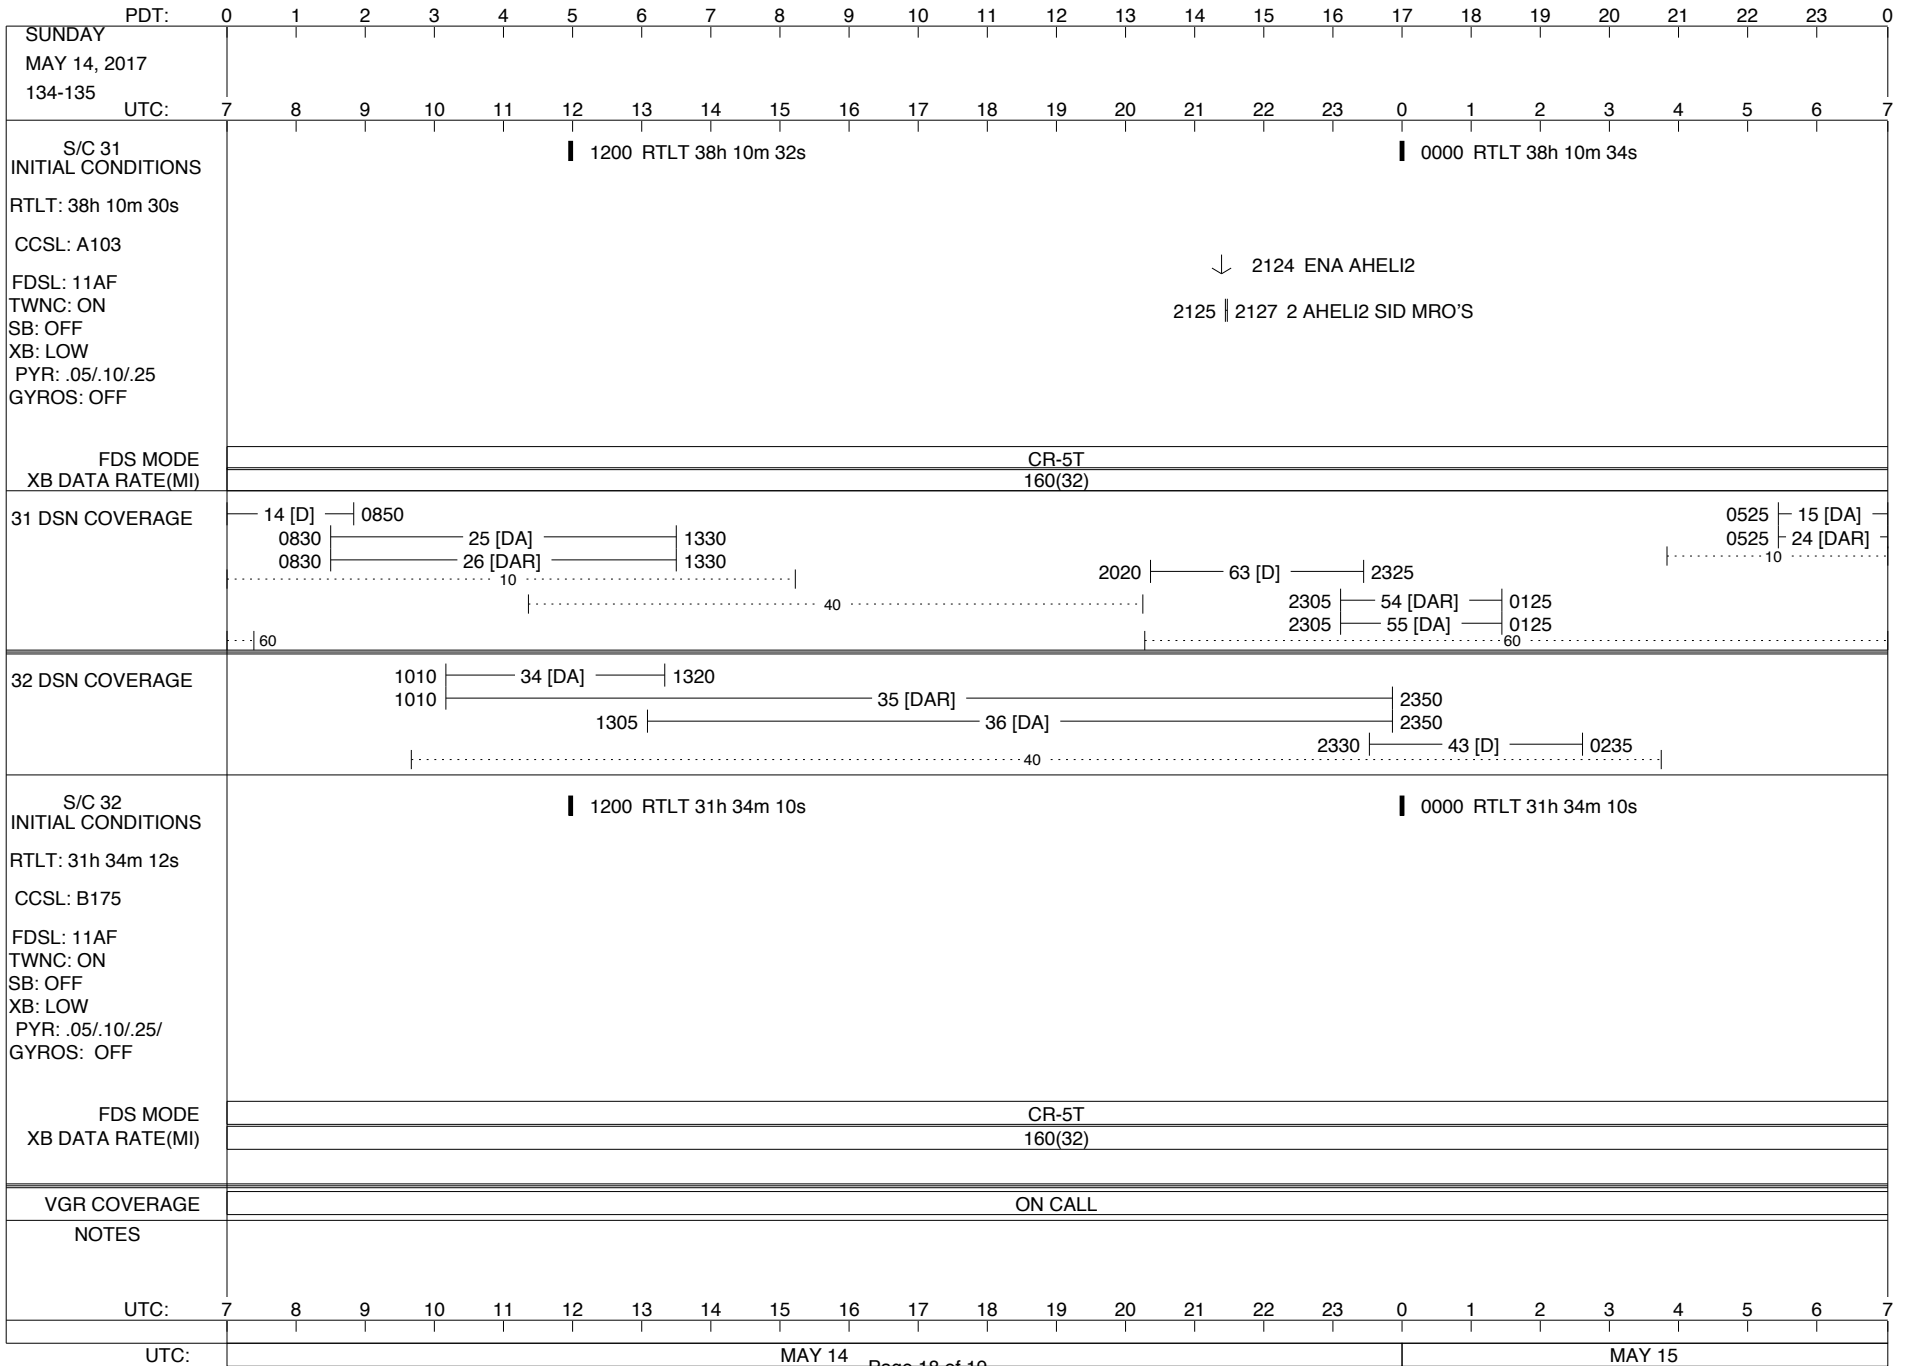 PDT: 0 1 2 3 4 5 6 7 8 9 10 11 12 13 14 15 16 17 18 19 20 21 22 23 0
SUNDAY
MAY 14, 2017
134-135
UTC: 7 8 9 10 11 12 13 14 15 16 17 18 19 20 21 22 23 0 1 2 3 4 5 6 7
S/C 31
INITIAL CONDITIONS
1200 RTLT 38h 10m 32s
0000 RTLT 38h 10m 34s
RTLT: 38h 10m 30s
CCSL: A103
2124 ENA AHELI2
FDSL: 11AF
TWNC: ON
2125 2127 2 AHELI2 SID MRO'S
SB: OFF
XB: LOW
PYR: .05/.10/.25
GYROS: OFF
FDS MODE CR-5T
XB DATA RATE(MI) 160(32)
31 DSN COVERAGE
14 [D] 0850
0525 15 [DA]
0830 25 [DA] 1330
0525 24 [DAR]
0830 26 [DAR] 1330
10
10
2020 63 [D] 2325
40
2305 54 [DAR] 0125
2305 55 [DA] 0125
60
60
32 DSN COVERAGE
1010 34 [DA] 1320
1010 35 [DAR] 2350
1305 36 [DA] 2350
2330 43 [D] 0235
40
S/C 32
INITIAL CONDITIONS
1200 RTLT 31h 34m 10s
0000 RTLT 31h 34m 10s
RTLT: 31h 34m 12s
CCSL: B175
FDSL: 11AF
TWNC: ON
SB: OFF
XB: LOW
PYR: .05/.10/.25/
GYROS: OFF
FDS MODE CR-5T
XB DATA RATE(MI) 160(32)
VGR COVERAGE ON CALL
NOTES
UTC: 7 8 9 10 11 12 13 14 15 16 17 18 19 20 21 22 23 0 1 2 3 4 5 6 7
UTC: MAY 14 MAY 15
Page 18 of 19